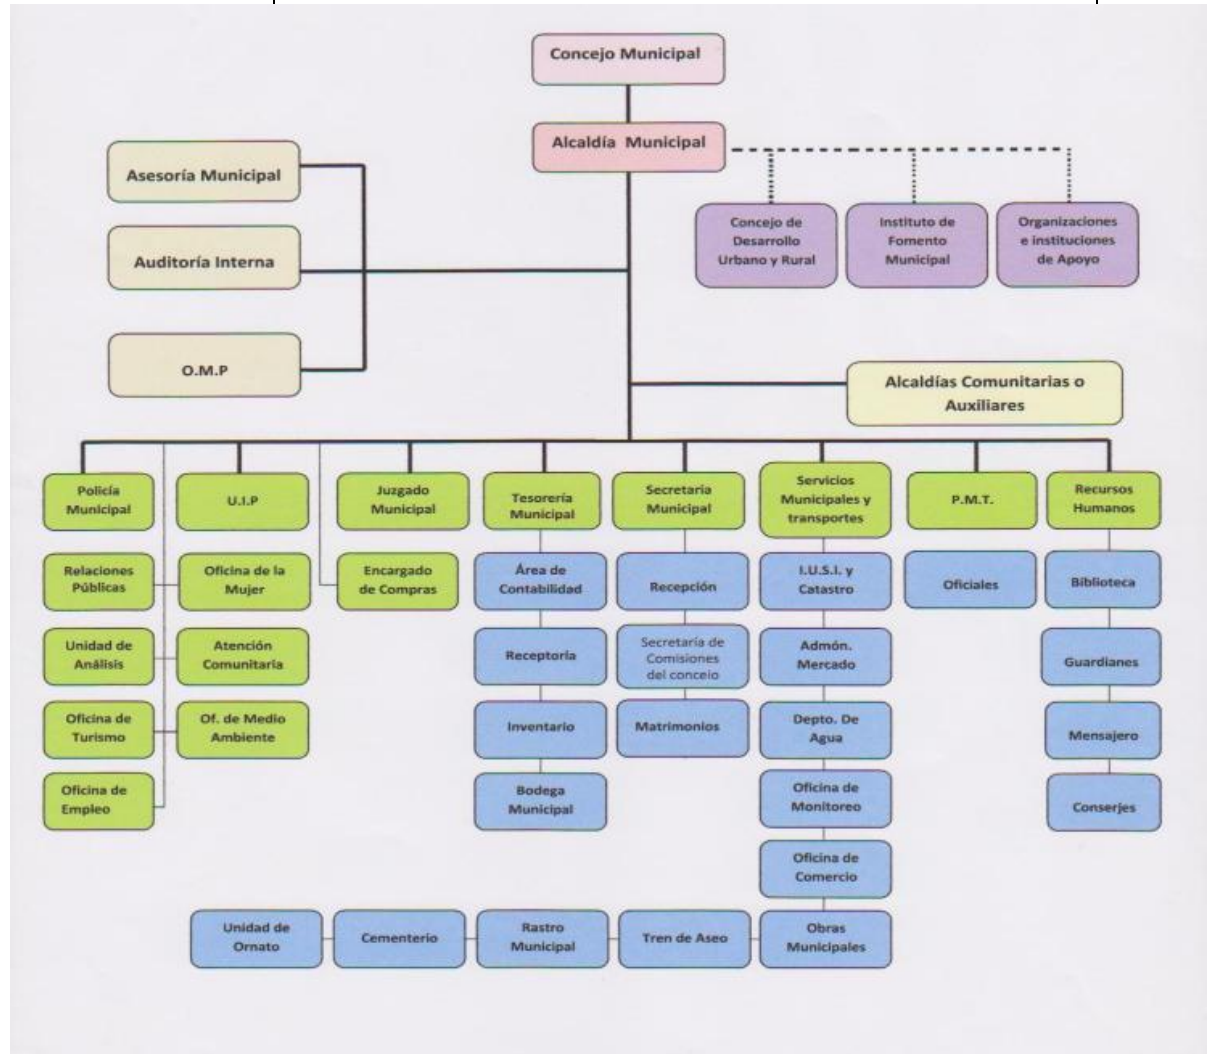 Concejo Municipal
Alcaldía Municipal
Asesoría Municipal
Auditoría Interna
O.M.P
Concejo de
Desarrollo
Urbano y Rural
Instituto de
Fomento
Municipal
Organizaciones
e instituciones
de Apoyo
Alcaldías Comunitarias o
Auxiliares
Policía
Municipal
U.I.P
Juzgado
Municipal
Tesorería
Municipal
Secretaría
Municipal
Servicios
Municipales y
transportes
P.M.T.
Recursos
Humanos
Relaciones
Públicas
Oficina de la
Mujer
Encargado
de Compras
Área de
Contabilidad
Recepción
I.U.S.I. y
Catastro
Oficiales
Biblioteca
Unidad de
Análisis
Atención
Comunitaria
Receptoría
Secretaría de
Comisiones
del concejo
Admón.
Mercado
Guardianes
Oficina de
Turismo
Of. de Medio
Ambiente
Inventario
Matrimonios
Depto. De
Agua
Mensajero
Oficina de
Empleo
Bodega
Municipal
Oficina de
Monitoreo
Conserjes
Oficina de
Comercio
Unidad de
Ornato
Cementerio
Rastro
Municipal
Tren de Aseo
Obras
Municipales